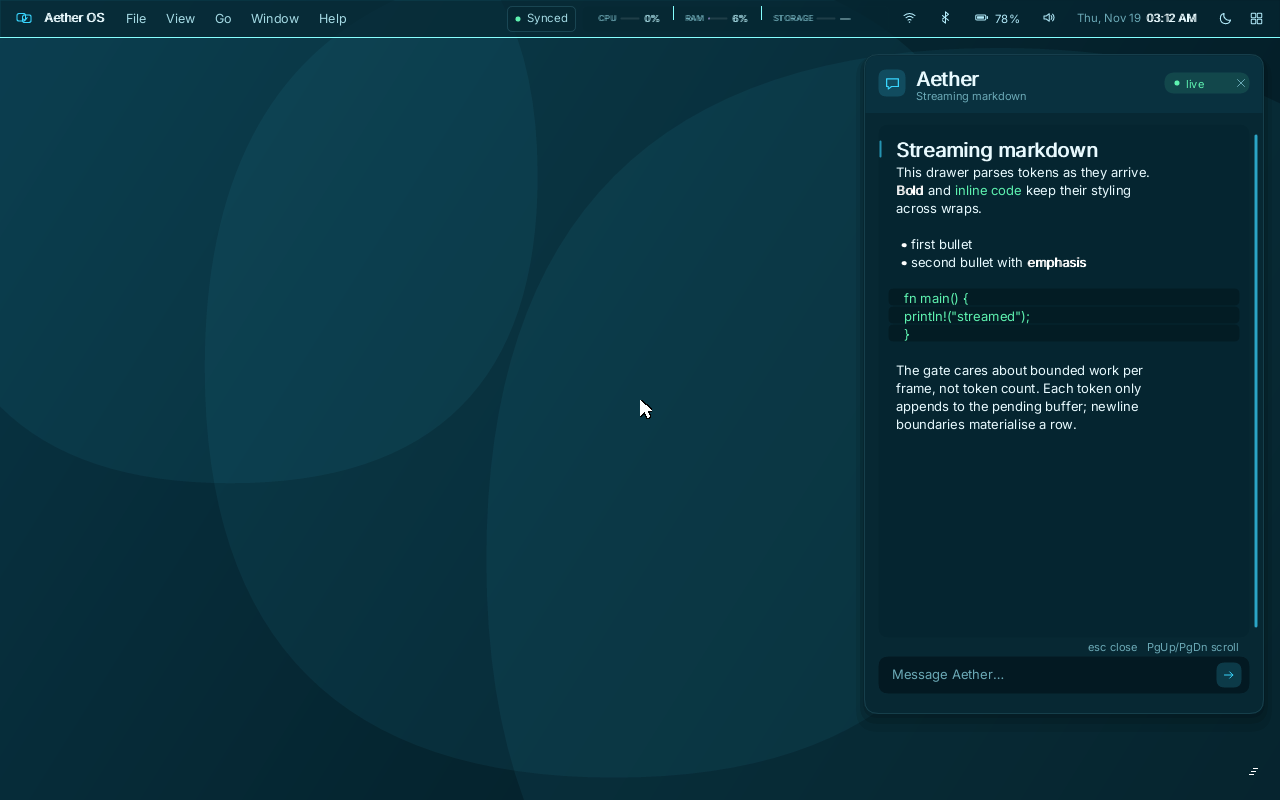 Aether OS File View Go Window Help Synced CPU 0% RAM 6% STORAGE — 78% Thu, Nov 19 03:12 AM
Aether
Streaming markdown
live
Streaming markdown
This drawer parses tokens as they arrive.
Bold and inline code keep their styling
across wraps.
• first bullet
• second bullet with emphasis
fn main() {
println!("streamed");
}
The gate cares about bounded work per
frame, not token count. Each token only
appends to the pending buffer; newline
boundaries materialise a row.
esc close PgUp/PgDn scroll
Message Aether...